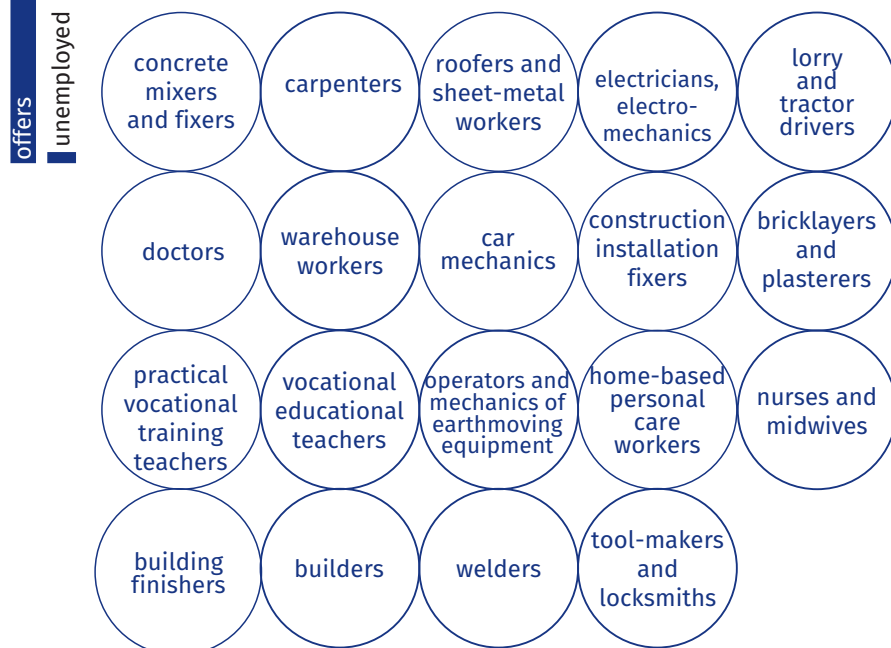 offers
unemployed
concrete
mixers
and fixers
carpenters
roofers and
sheet-metal
workers
electricians,
electro-
mechanics
lorry
and
tractor
drivers
doctors
warehouse
workers
car
mechanics
construction
installation
fixers
bricklayers
and
plasterers
practical
vocational
training
teachers
vocational
educational
teachers
operators and
mechanics of
earthmoving
equipment
home-based
personal
care
workers
nurses and
midwives
building
finishers
builders
welders
tool-makers
and
locksmiths